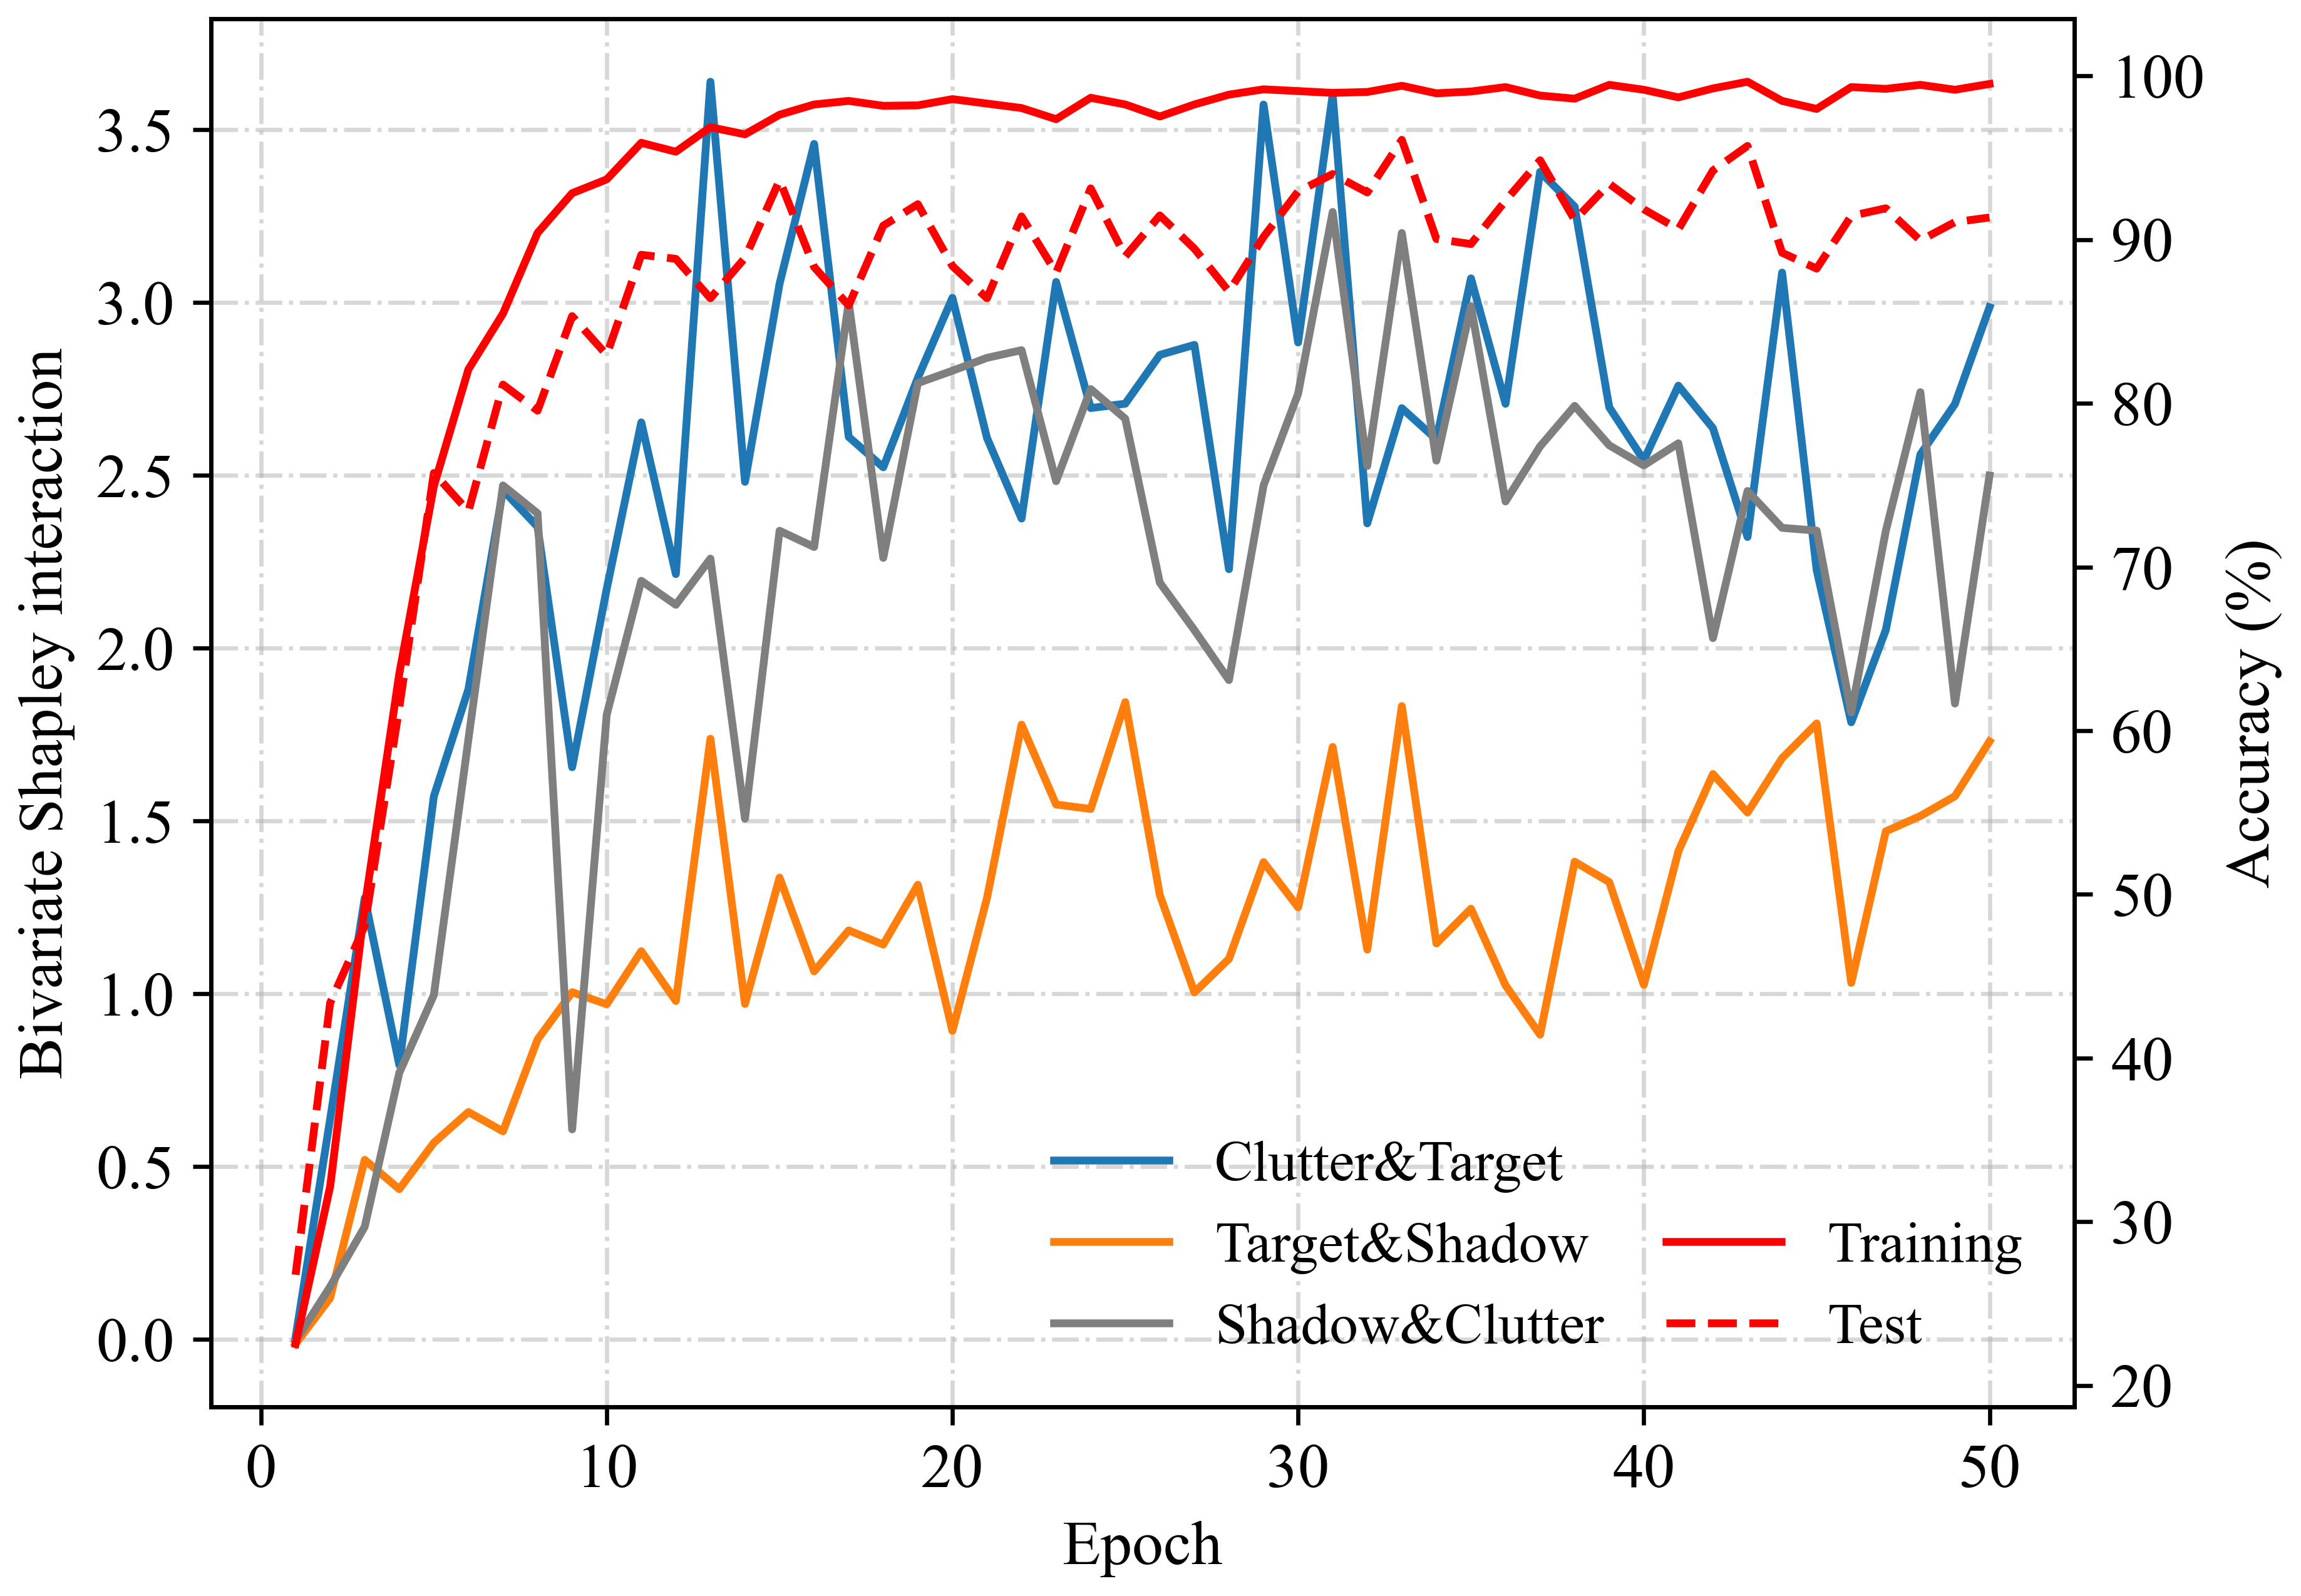 Bivariate Shapley interaction
3.5
3.0
2.5
2.0
1.5
1.0
0.5
0.0
100
90
80
70
60
50
40
30
20
Accuracy (%)
Clutter&Target
Target&Shadow
Shadow&Clutter
Training
Test
0 10 20 30 40 50
Epoch